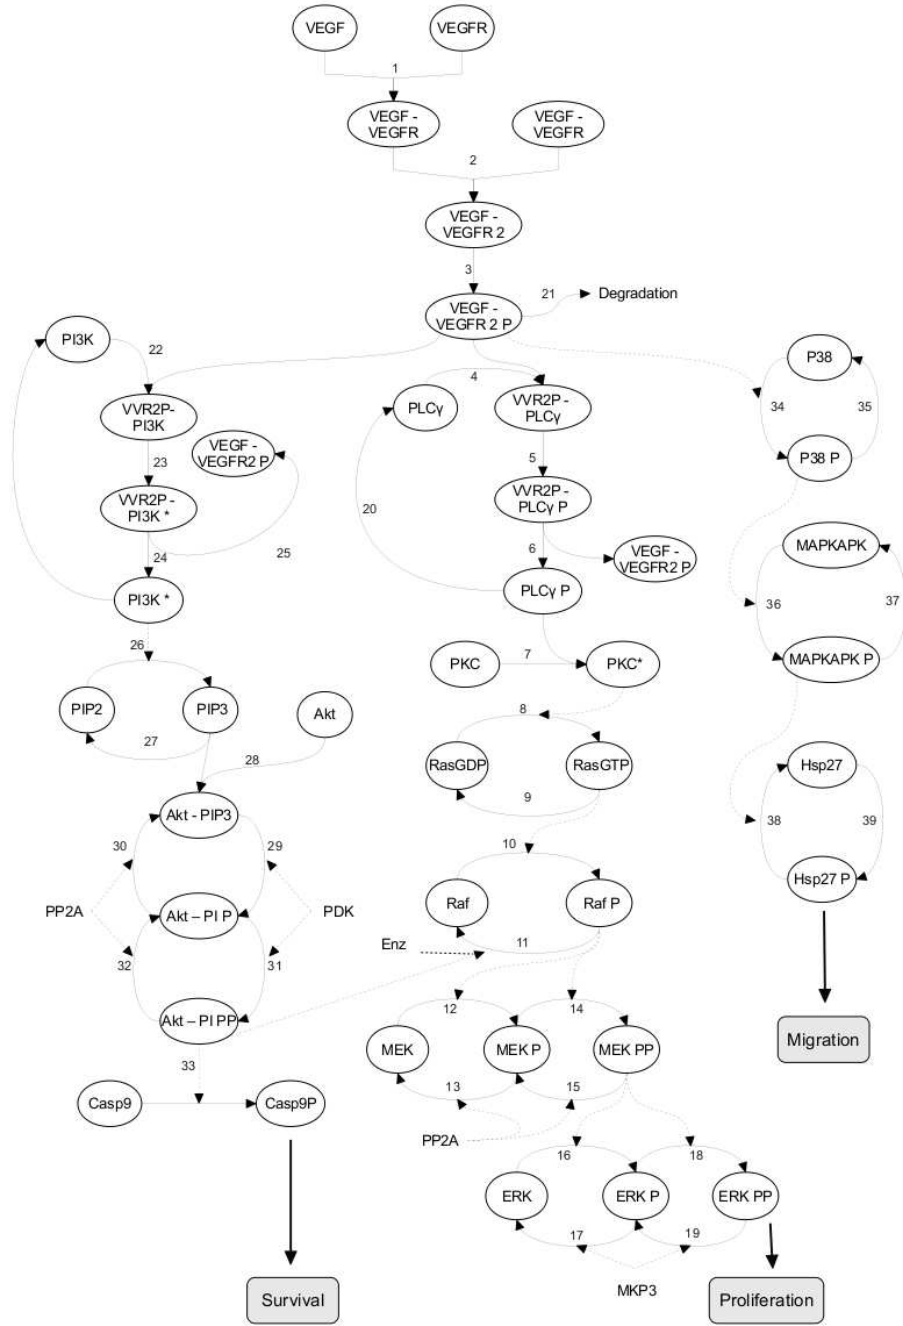 VEGF
VEGFR
1
VEGF -
VEGFR
VEGF -
VEGFR
2
VEGF -
VEGFR 2
3
VEGF -
VEGFR 2 P
21
Degradation
PI3K
22
4
P38
34
35
VVR2P-
PI3K
PLCγ
VVR2P -
PLCγ
VEGF -
VEGFR2 P
23
5
P38 P
VVR2P -
PI3K *
20
VVR2P -
PLCγ P
24
25
6
VEGF -
VEGFR2 P
MAPKAPK
PI3K *
PLCγ P
36
37
26
7
PKC
PKC*
MAPKAPK P
PIP2
PIP3
Akt
8
27
28
RasGDP
RasGTP
Hsp27
9
Akt - PIP3
38
39
30
29
10
Hsp27 P
PP2A
Akt – PI P
PDK
Raf
Raf P
Enz
11
32
31
Akt – PI PP
12
14
Migration
MEK
MEK P
MEK PP
33
13
15
Casp9
Casp9P
PP2A
16
18
ERK
ERK P
ERK PP
17
19
MKP3
Survival
Proliferation